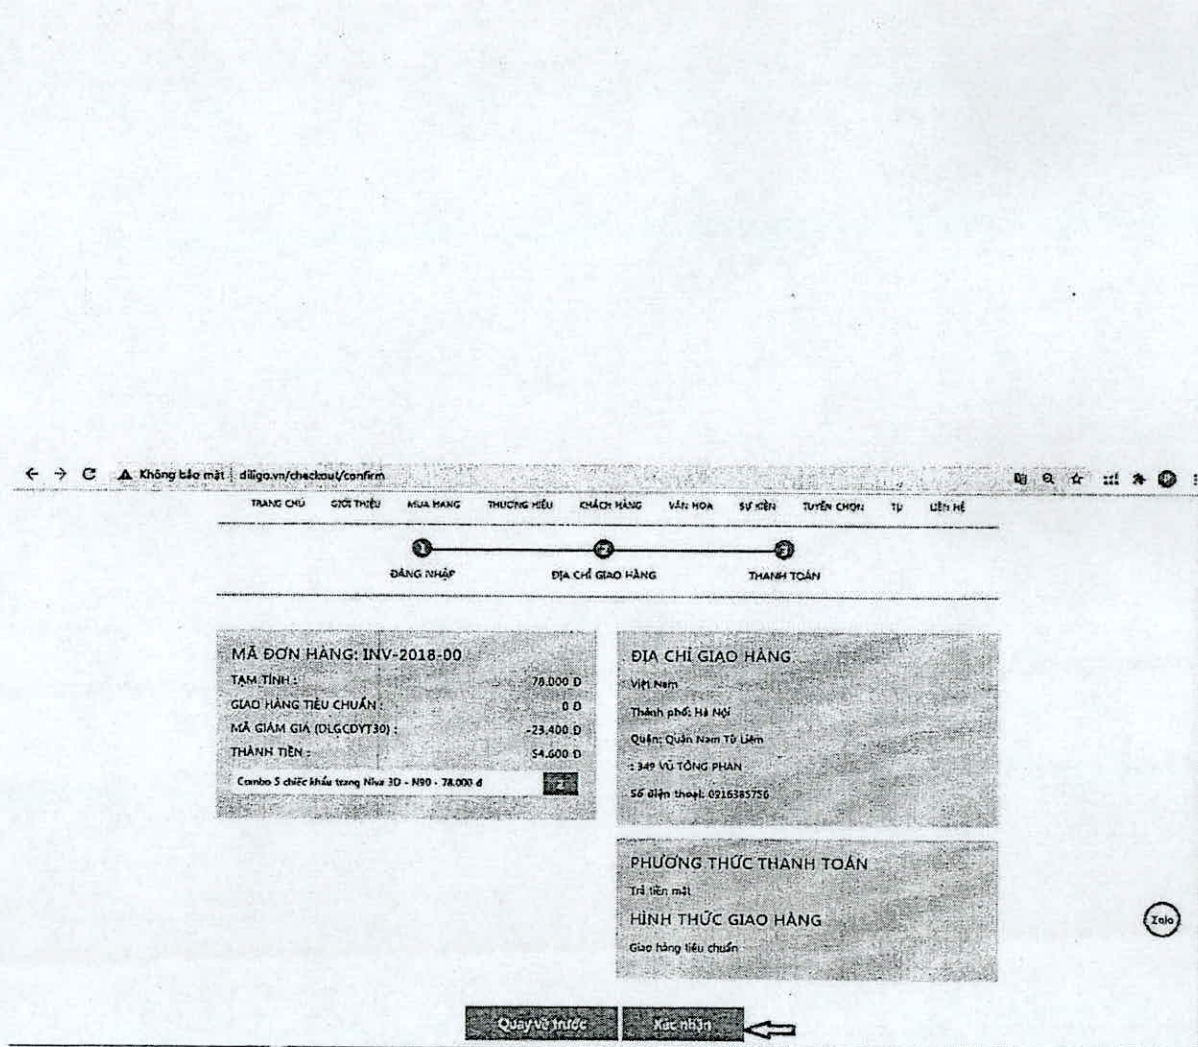 Không bảo mật | diligo.vn/checkout/confirm
TRANG CHỦ GIỚI THIỆU MUA HANG THƯƠNG HIỆU KHÁCH HÀNG VĂN HOA SỰ KIỆN TUYỂN CHỌN LIÊN HỆ
ĐĂNG NHẬP ĐỊA CHỈ GIAO HÀNG THANH TOÁN
MÃ ĐƠN HÀNG: INV-2018-00
TẠM TÍNH : 78.000 D
GIAO HÀNG TIÊU CHUẨN : 0 D
MÃ GIẢM GIÁ (DLGCDYT30) : -23,400 D
THÀNH TIỀN : 54.600 D
Combo 5 chiếc khẩu trang Niva 3D - N90 - 78.000 đ
ĐỊA CHỈ GIAO HÀNG
Việt Nam
Thành phố: Hà Nội
Quận: Quận Nam Từ Liêm
: 349 VŨ TÔNG PHAN
Số điện thoại: 0916385756
PHƯƠNG THỨC THANH TOÁN
Trả tiền mặt
HÌNH THỨC GIAO HÀNG
Giao hàng tiêu chuẩn
Zalo
Quay về trước Xác nhận